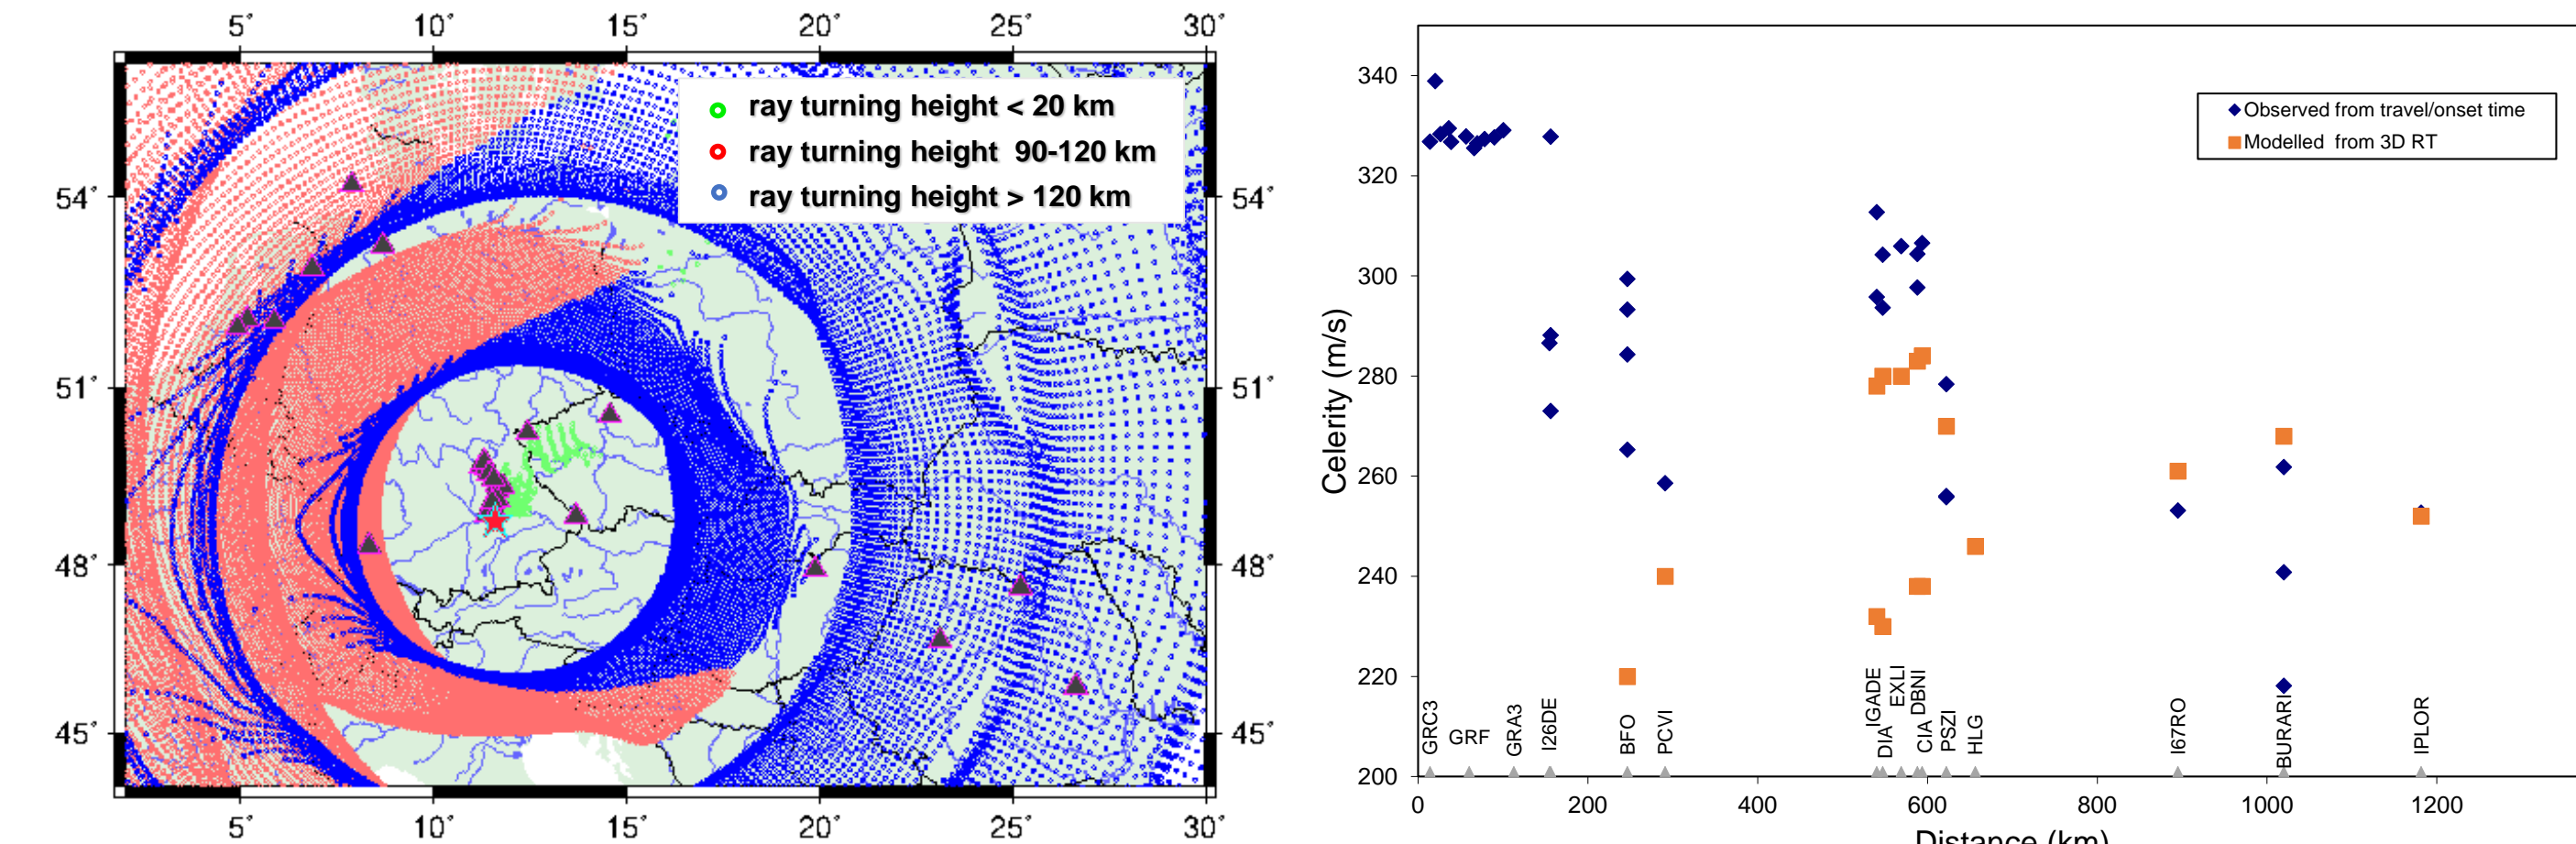 5° 10° 15° 20° 25° 30°
ray turning height < 20 km
ray turning height 90-120 km
ray turning height > 120 km
54° 54°
51° 51°
48° 48°
45° 45°
5° 10° 15° 20° 25° 30°
340
320
300
280
260
240
220
200
Celerity (m/s)
Observed from travel/onset time
Modelled from 3D RT
GRC3
GRF
GRA3
I26DE
BFO
PCVI
IGADE
DIA
EXLI
CIA
DBNI
PSZI
HLG
I67RO
BURARI
IPLOR
0 200 400 600 800 1000 1200
Distance (km)